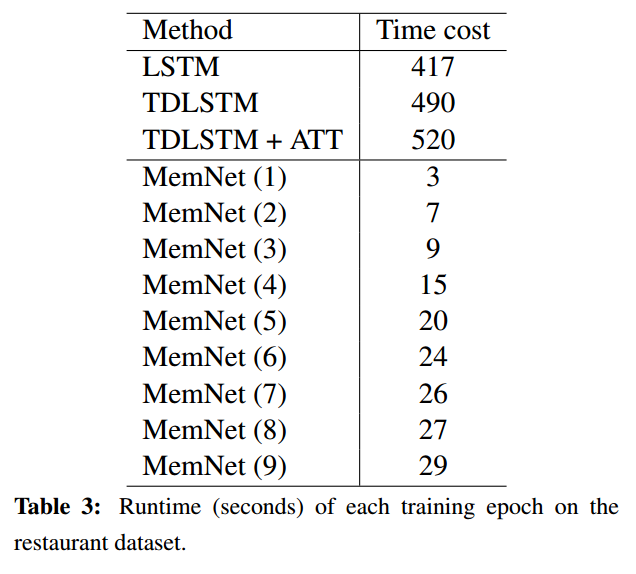 Method Time cost
LSTM 417
TDLSTM 490
TDLSTM + ATT 520
MemNet (1) 3
MemNet (2) 7
MemNet (3) 9
MemNet (4) 15
MemNet (5) 20
MemNet (6) 24
MemNet (7) 26
MemNet (8) 27
MemNet (9) 29
Table 3: Runtime (seconds) of each training epoch on the
restaurant dataset.